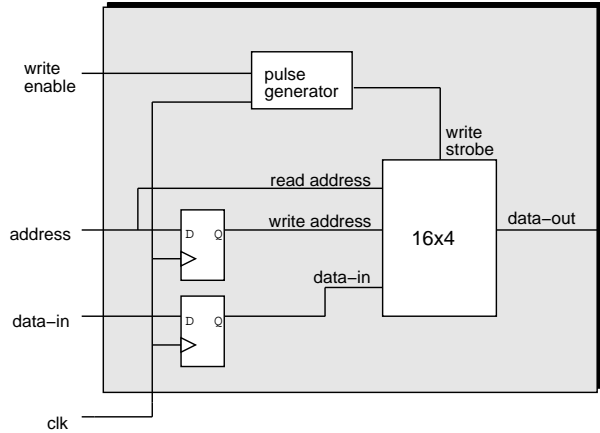 write
enable
pulse
generator
write
strobe
read address
address
D Q
write address
16x4
data-out
data-in
data-in
D Q
clk